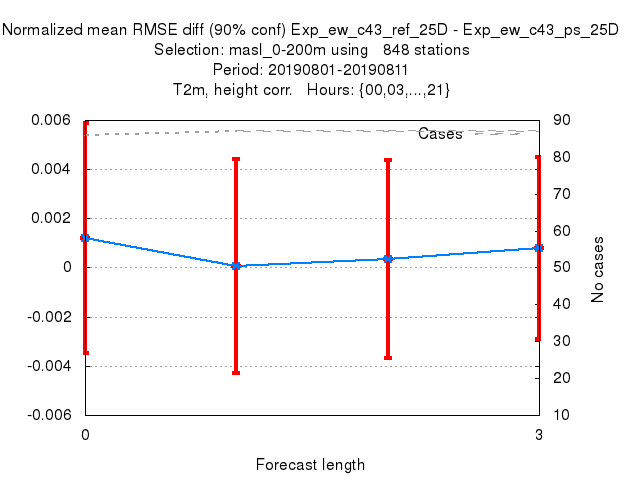 Normalized mean RMSE diff (90% conf) Exp_ew_c43_ref_25D - Exp_ew_c43_ps_25D
Selection: masl_0-200m using 848 stations
Period: 20190801-20190811
T2m, height corr. Hours: {00,03,...,21}
0.006
0.004
0.002
0
-0.002
-0.004
-0.006
Cases
90
80
70
60
50
40
30
20
10
No cases
0
3
Forecast length